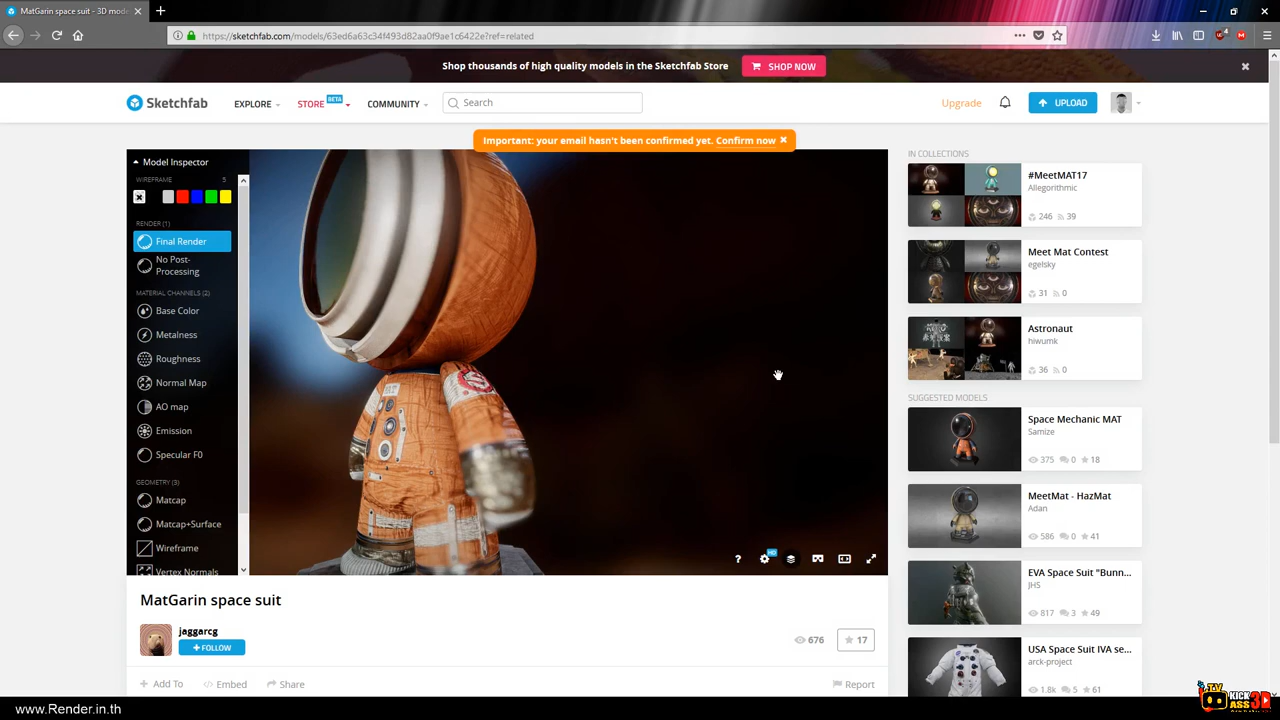 MatGarin space suit - 3D mode
https://sketchfab.com/models/63ed6a63c34f493d82aa0f9ae1c6422e?ref=related
Shop thousands of high quality models in the Sketchfab Store
SHOP NOW
Sketchfab
EXPLORE
STORE
BETA
COMMUNITY
Search
Upgrade
UPLOAD
Important: your email hasn't been confirmed yet. Confirm now
Model Inspector
WIREFRAME 5
RENDER (1)
Final Render
No Post-
Processing
MATERIAL CHANNELS (2)
Base Color
Metalness
Roughness
Normal Map
AO map
Emission
Specular F0
GEOMETRY (3)
Matcap
Matcap+Surface
Wireframe
Vertex Normals
HD
IN COLLECTIONS
#MeetMAT17
Allegorithmic
246 39
Meet Mat Contest
egelsky
31 0
Astronaut
hiwumk
36 0
SUGGESTED MODELS
Space Mechanic MAT
Samize
375 0 18
MeetMat - HazMat
Adan
586 0 41
EVA Space Suit "Bunn...
JHS
817 3 49
USA Space Suit IVA se...
arck-project
1.8k 5 61
MatGarin space suit
jaggarcg
+ FOLLOW
676
17
Add To
Embed
Share
Report
www.Render.in.th
TV
KICK
ASS3D